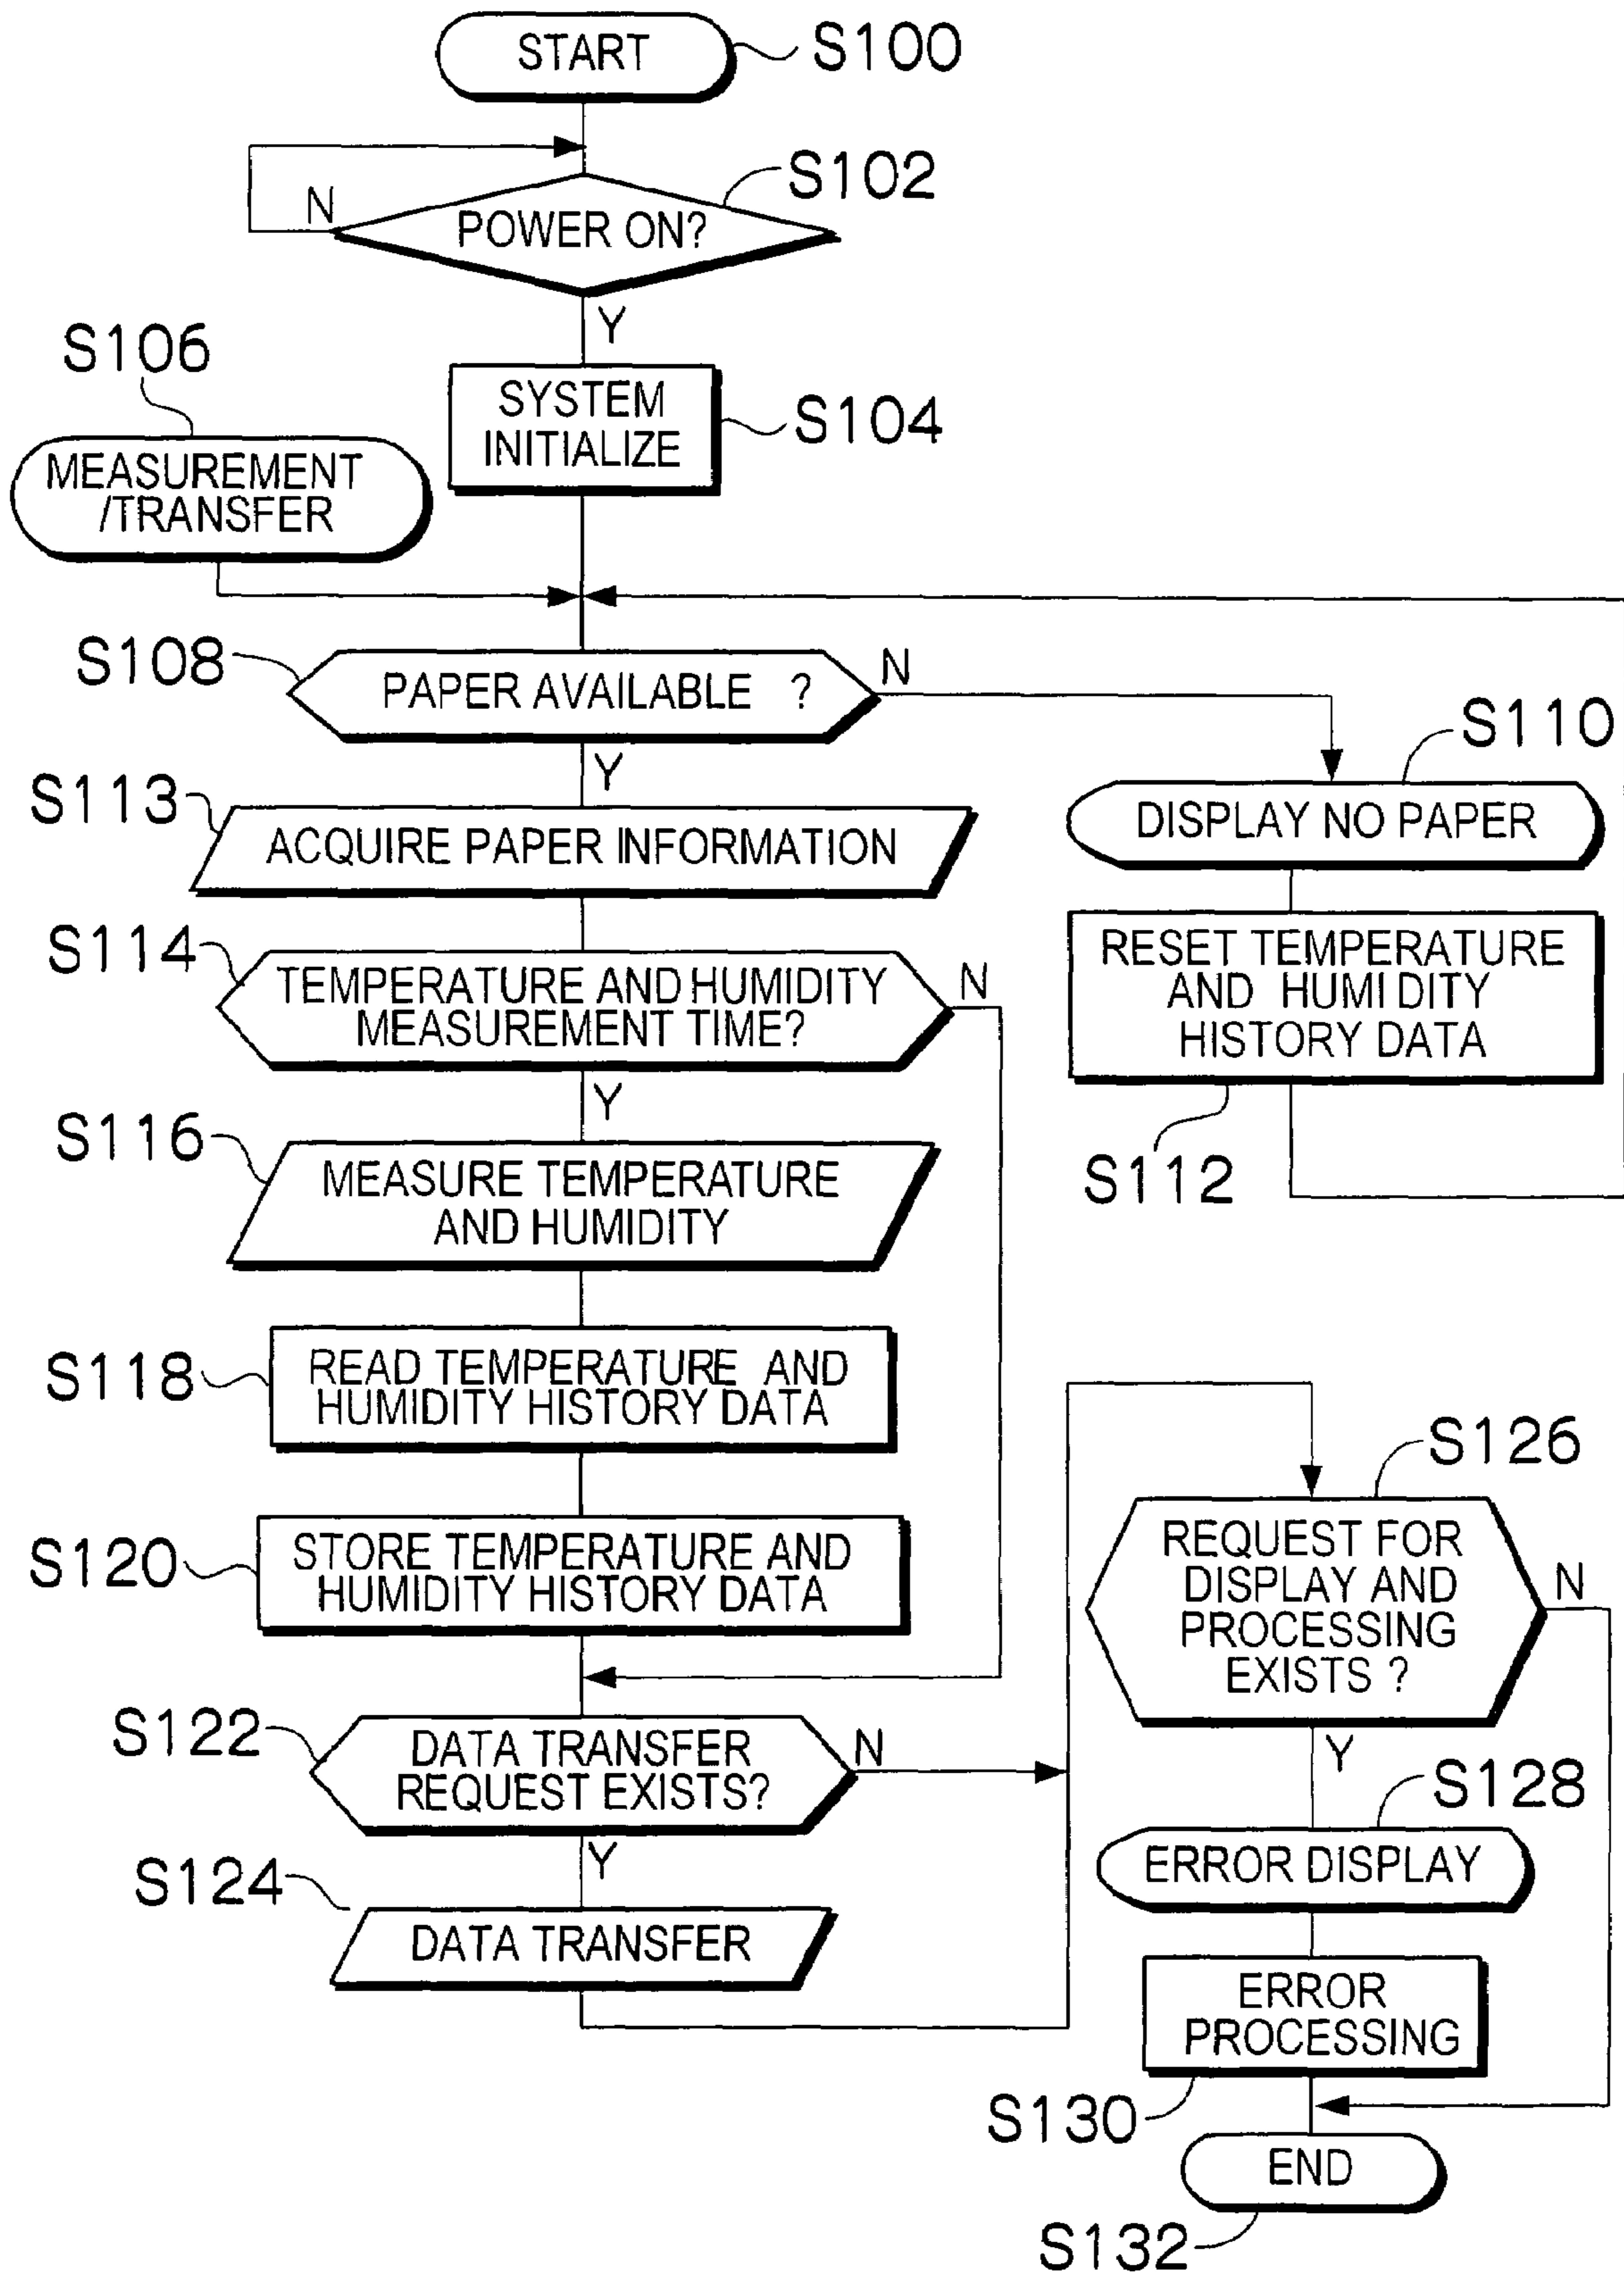 START
S100
N
POWER ON?
S102
Y
S106
SYSTEM
INITIALIZE
S104
MEASUREMENT
/TRANSFER
S108
PAPER AVAILABLE ?
N
Y
S110
DISPLAY NO PAPER
S113
ACQUIRE PAPER INFORMATION
RESET TEMPERATURE
AND HUMIDITY
HISTORY DATA
S112
S114
TEMPERATURE AND HUMIDITY
MEASUREMENT TIME?
N
Y
S116
MEASURE TEMPERATURE
AND HUMIDITY
S118
READ TEMPERATURE AND
HUMIDITY HISTORY DATA
S120
STORE TEMPERATURE AND
HUMIDITY HISTORY DATA
S122
DATA TRANSFER
REQUEST EXISTS?
N
Y
S124
DATA TRANSFER
S126
REQUEST FOR
DISPLAY AND
PROCESSING
EXISTS ?
N
Y
S128
ERROR DISPLAY
ERROR
PROCESSING
S130
END
S132